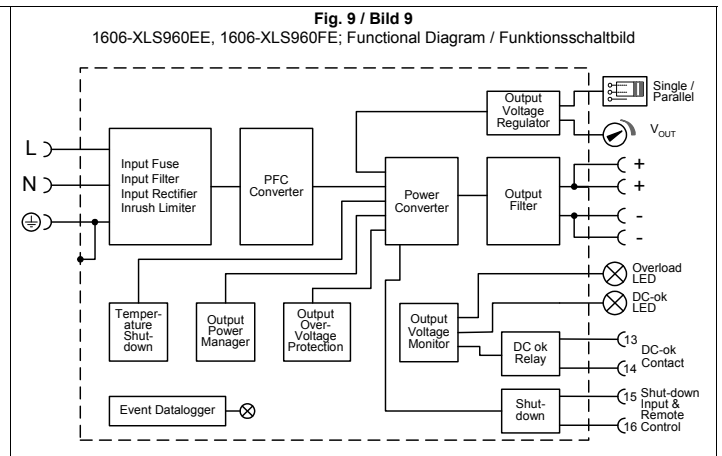 Fig. 9 / Bild 9
1606-XLS960EE, 1606-XLS960FE; Functional Diagram / Funktionsschaltbild
Output
Voltage
Regulator
Single /
Parallel
VOUT
L
N
Input Fuse
Input Filter
Input Rectifier
Inrush Limiter
PFC
Converter
Power
Converter
Output
Filter
+
+
-
-
Temper-
ature
Shut-
down
Output
Power
Manager
Output
Over-
Voltage
Protection
Output
Voltage
Monitor
Overload
LED
DC-ok
LED
DC ok
Relay
13
14
DC-ok
Contact
Event Datalogger
Shut-
down
15 Shut-down
Input &
Remote
16 Control